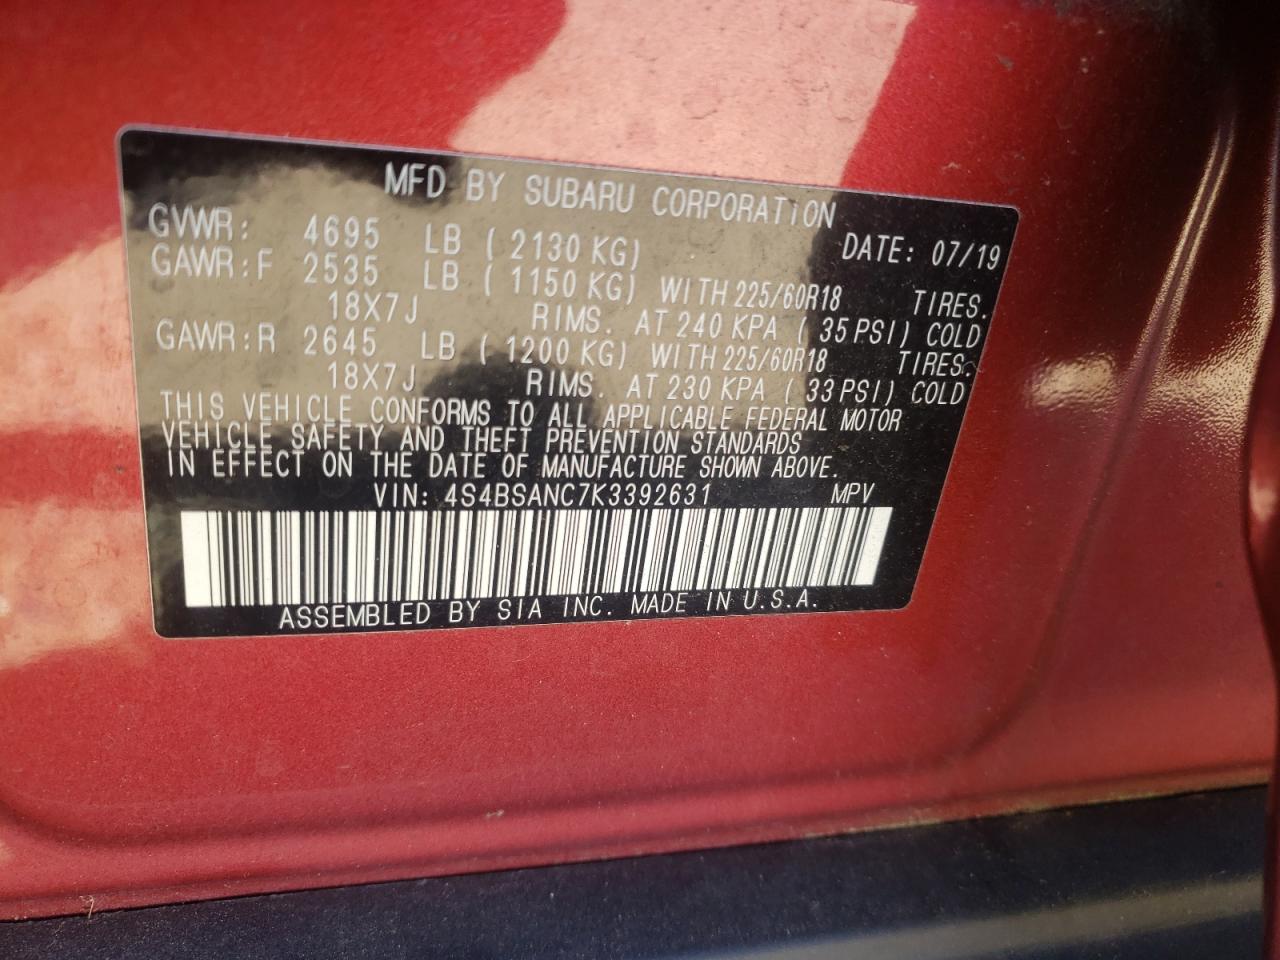 MFD BY SUBARU CORPORATION
GVWR: 4695 LB ( 2130 KG) DATE: 07/19
GAWR:F 2535 LB ( 1150 KG) WITH 225/60R18 TIRES.
18X7J RIMS. AT 240 KPA ( 35 PSI) COLD
GAWR:R 2645 LB ( 1200 KG) WITH 225/60R18 TIRES.
18X7J RIMS. AT 230 KPA ( 33 PSI) COLD
THIS VEHICLE CONFORMS TO ALL APPLICABLE FEDERAL MOTOR
VEHICLE SAFETY AND THEFT PREVENTION STANDARDS
IN EFFECT ON THE DATE OF MANUFACTURE SHOWN ABOVE.
VIN: 4S4BSANC7K3392631 MPV
ASSEMBLED BY SIA INC. MADE IN U.S.A.